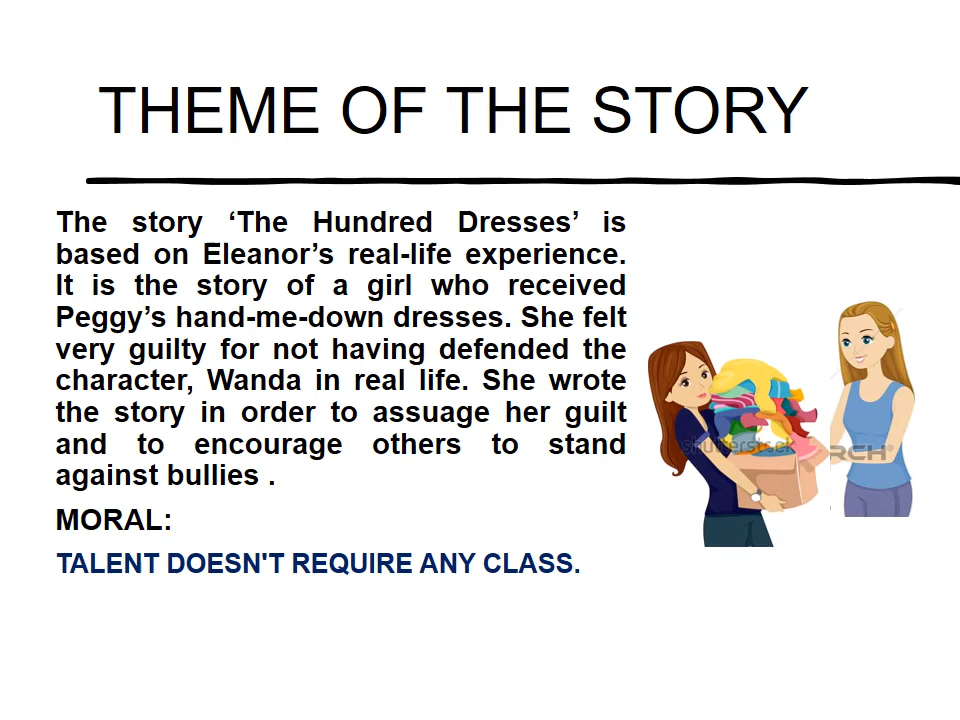 THEME OF THE STORY
The story ‘The Hundred Dresses’ is
based on Eleanor’s real-life experience.
It is the story of a girl who received
Peggy’s hand-me-down dresses. She felt
very guilty for not having defended the
character, Wanda in real life. She wrote
the story in order to assuage her guilt
and to encourage others to stand
against bullies .
MORAL:
TALENT DOESN'T REQUIRE ANY CLASS.
shutterstock
RCH